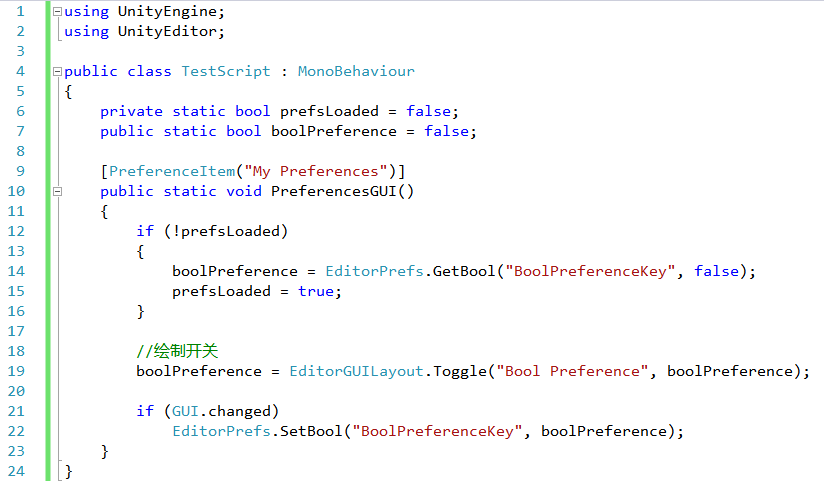 1 using UnityEngine;
2 using UnityEditor;
3
4 public class TestScript : MonoBehaviour
5 {
6     private static bool prefsLoaded = false;
7     public static bool boolPreference = false;
8
9     [PreferenceItem("My Preferences")]
10     public static void PreferencesGUI()
11     {
12         if (!prefsLoaded)
13         {
14             boolPreference = EditorPrefs.GetBool("BoolPreferenceKey", false);
15             prefsLoaded = true;
16         }
17
18         //绘制开关
19         boolPreference = EditorGUILayout.Toggle("Bool Preference", boolPreference);
20
21         if (GUI.changed)
22             EditorPrefs.SetBool("BoolPreferenceKey", boolPreference);
23     }
24 }